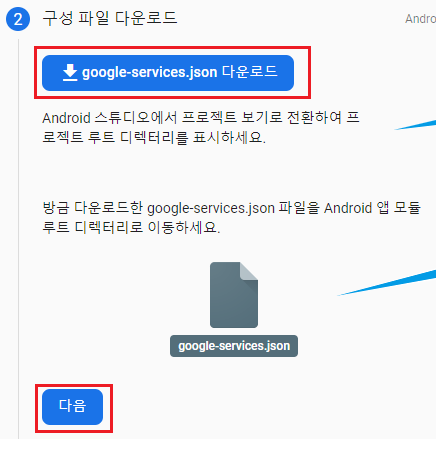 2 구성 파일 다운로드
Andro
google-services.json 다운로드
Android 스튜디오에서 프로젝트 보기로 전환하여 프
로젝트 루트 디렉터리를 표시하세요.
방금 다운로드한 google-services.json 파일을 Android 앱 모듈
루트 디렉터리로 이동하세요.
google-services.json
다음